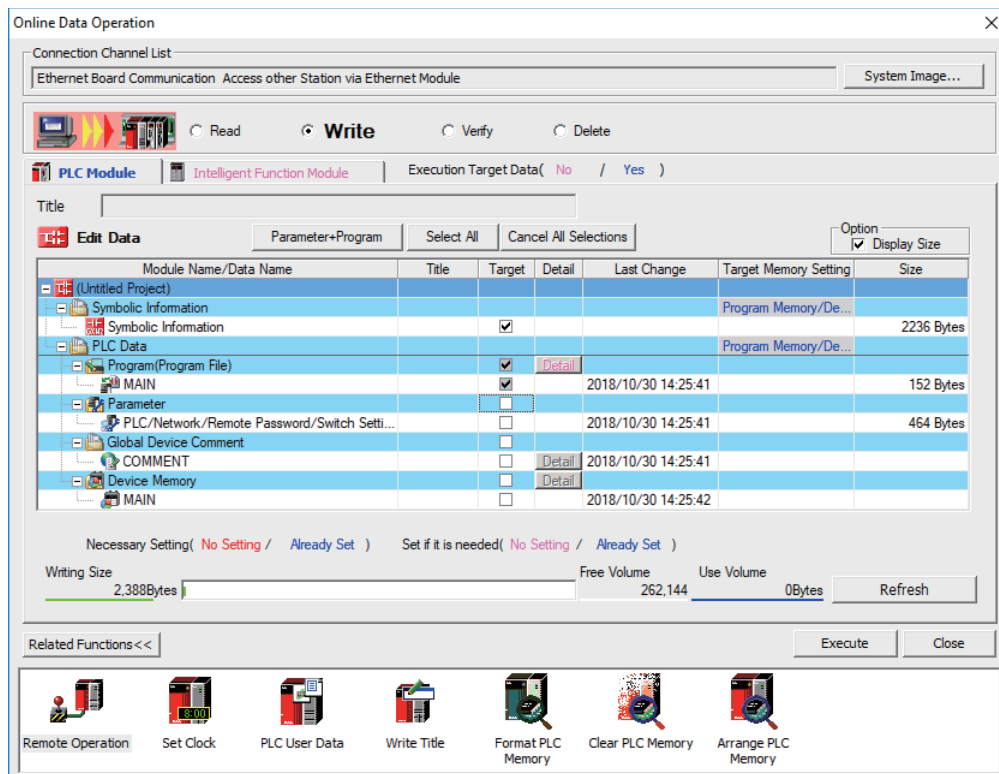 Online Data Operation
Connection Channel List
Ethernet Board Communication Access other Station via Ethernet Module
System Image...
Read
Write
Verify
Delete
PLC Module
Intelligent Function Module
Execution Target Data( No / Yes )
Title
Edit Data
Parameter+Program
Select All
Cancel All Selections
Option
Display Size
Module Name/Data Name Title Target Detail Last Change Target Memory Setting Size
(Untitled Project)
Symbolic Information Program Memory/De...
Symbolic Information 2236 Bytes
PLC Data Program Memory/De...
Program(Program File) Detail
MAIN 2018/10/30 14:25:41 152 Bytes
Parameter
PLC/Network/Remote Password/Switch Setti... 2018/10/30 14:25:41 464 Bytes
Global Device Comment
COMMENT Detail 2018/10/30 14:25:41
Device Memory Detail
MAIN 2018/10/30 14:25:42
Necessary Setting( No Setting / Already Set ) Set if it is needed( No Setting / Already Set )
Writing Size Free Volume Use Volume
2,388Bytes 262,144 0Bytes
Refresh
Related Functions<<
Execute
Close
8:00
Remote Operation
Set Clock
PLC User Data
Write Title
Format PLC
Memory
Clear PLC Memory
Arrange PLC
Memory